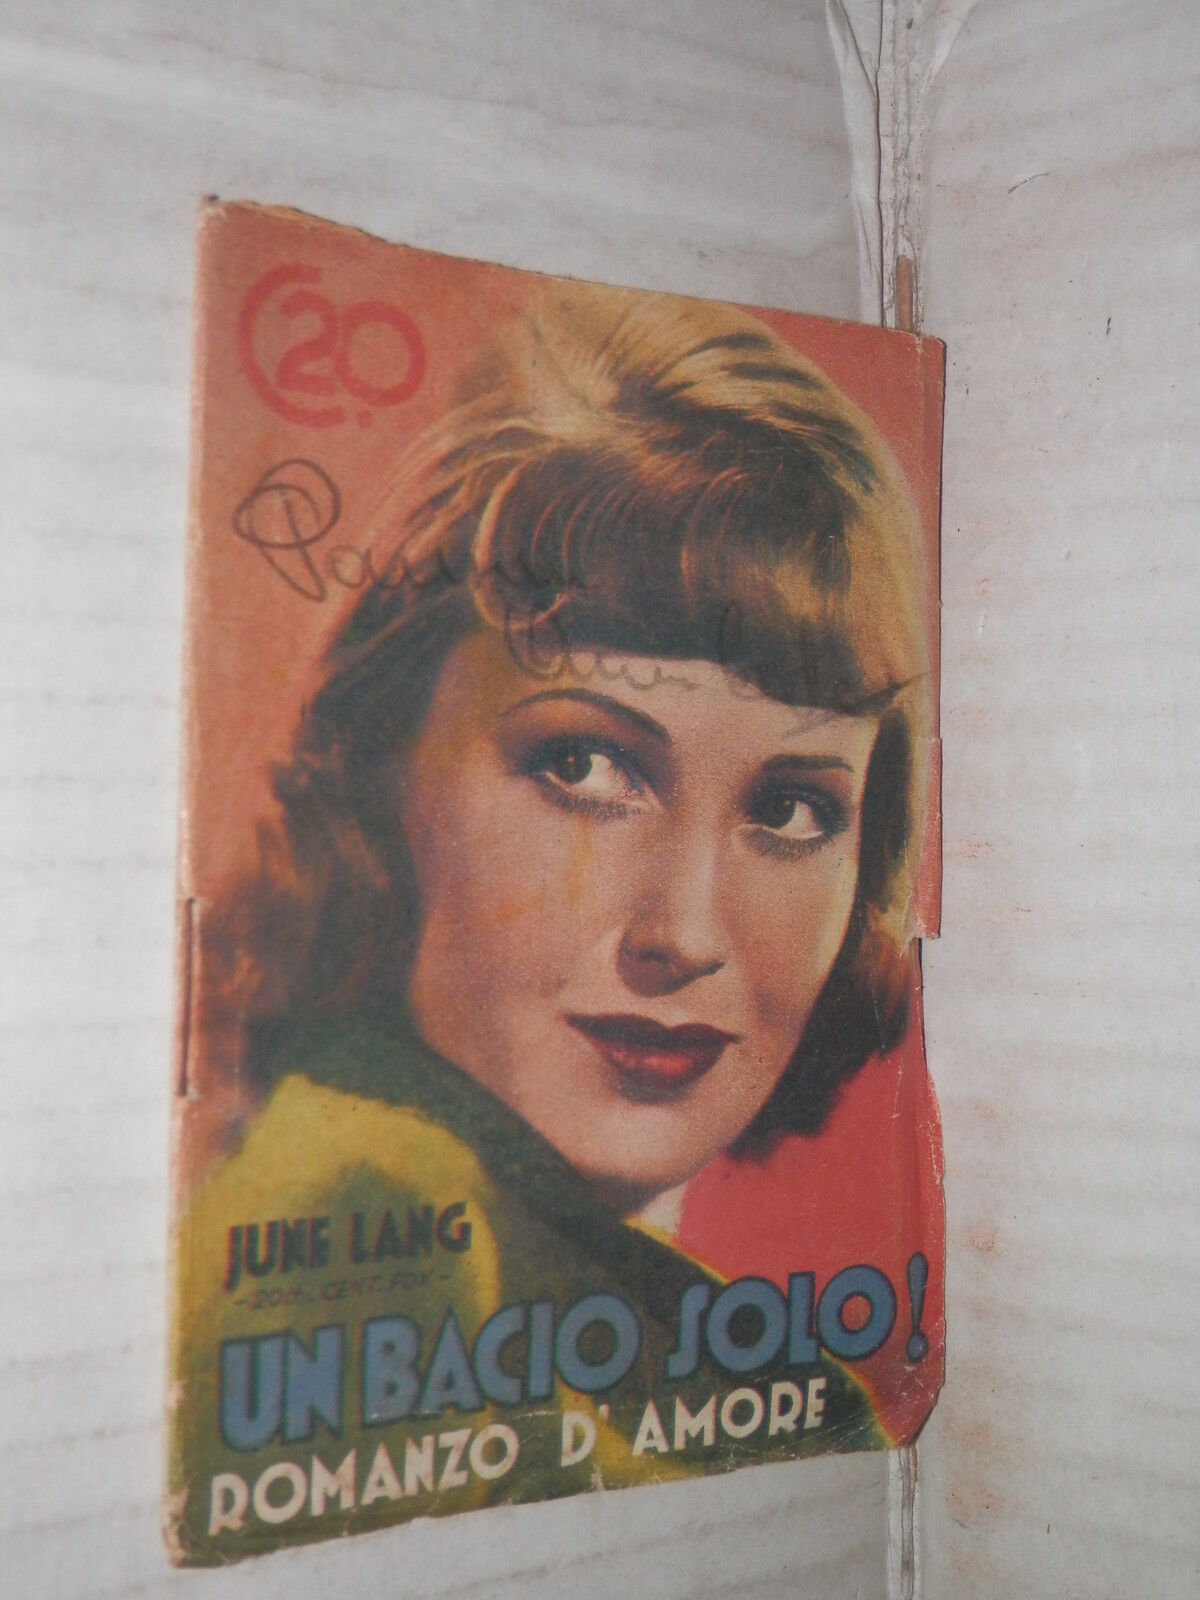 C. 20
JUNE LANG
-20th. CENT. FOX-
UN BACIO SOLO!
ROMANZO D'AMORE